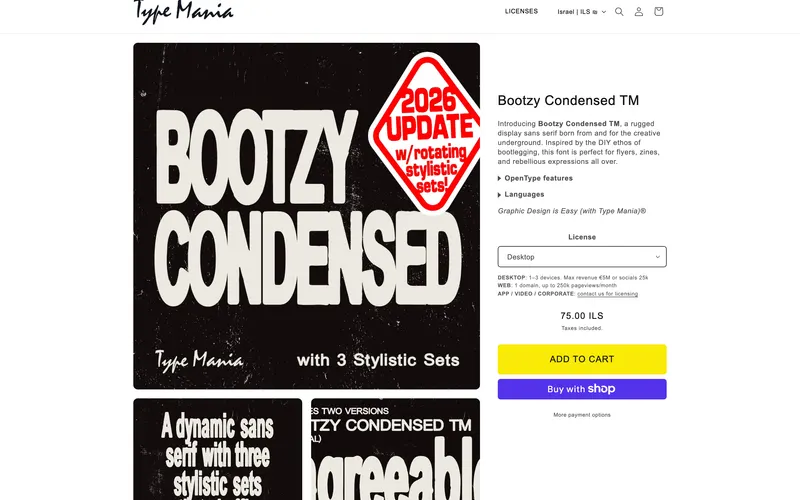 Type Mania
LICENSES
Israel | ILS ₪
BOOTZY
CONDENSED
2026
UPDATE
w/rotating
stylistic
sets!
Type Mania
with 3 Stylistic Sets
A dynamic sans
serif with three
stylistic sets
ES TWO VERSIONS
TZY CONDENSED TM
AL)
greeable
Bootzy Condensed TM
Introducing Bootzy Condensed TM, a rugged
display sans serif born from and for the creative
underground. Inspired by the DIY ethos of
bootlegging, this font is perfect for flyers, zines,
and rebellious expressions all over.
OpenType features
Languages
Graphic Design is Easy (with Type Mania)®
License
Desktop
DESKTOP: 1–3 devices. Max revenue €5M or socials 25k
WEB: 1 domain, up to 250k pageviews/month
APP / VIDEO / CORPORATE: contact us for licensing
75.00 ILS
Taxes included.
ADD TO CART
Buy with shop
More payment options